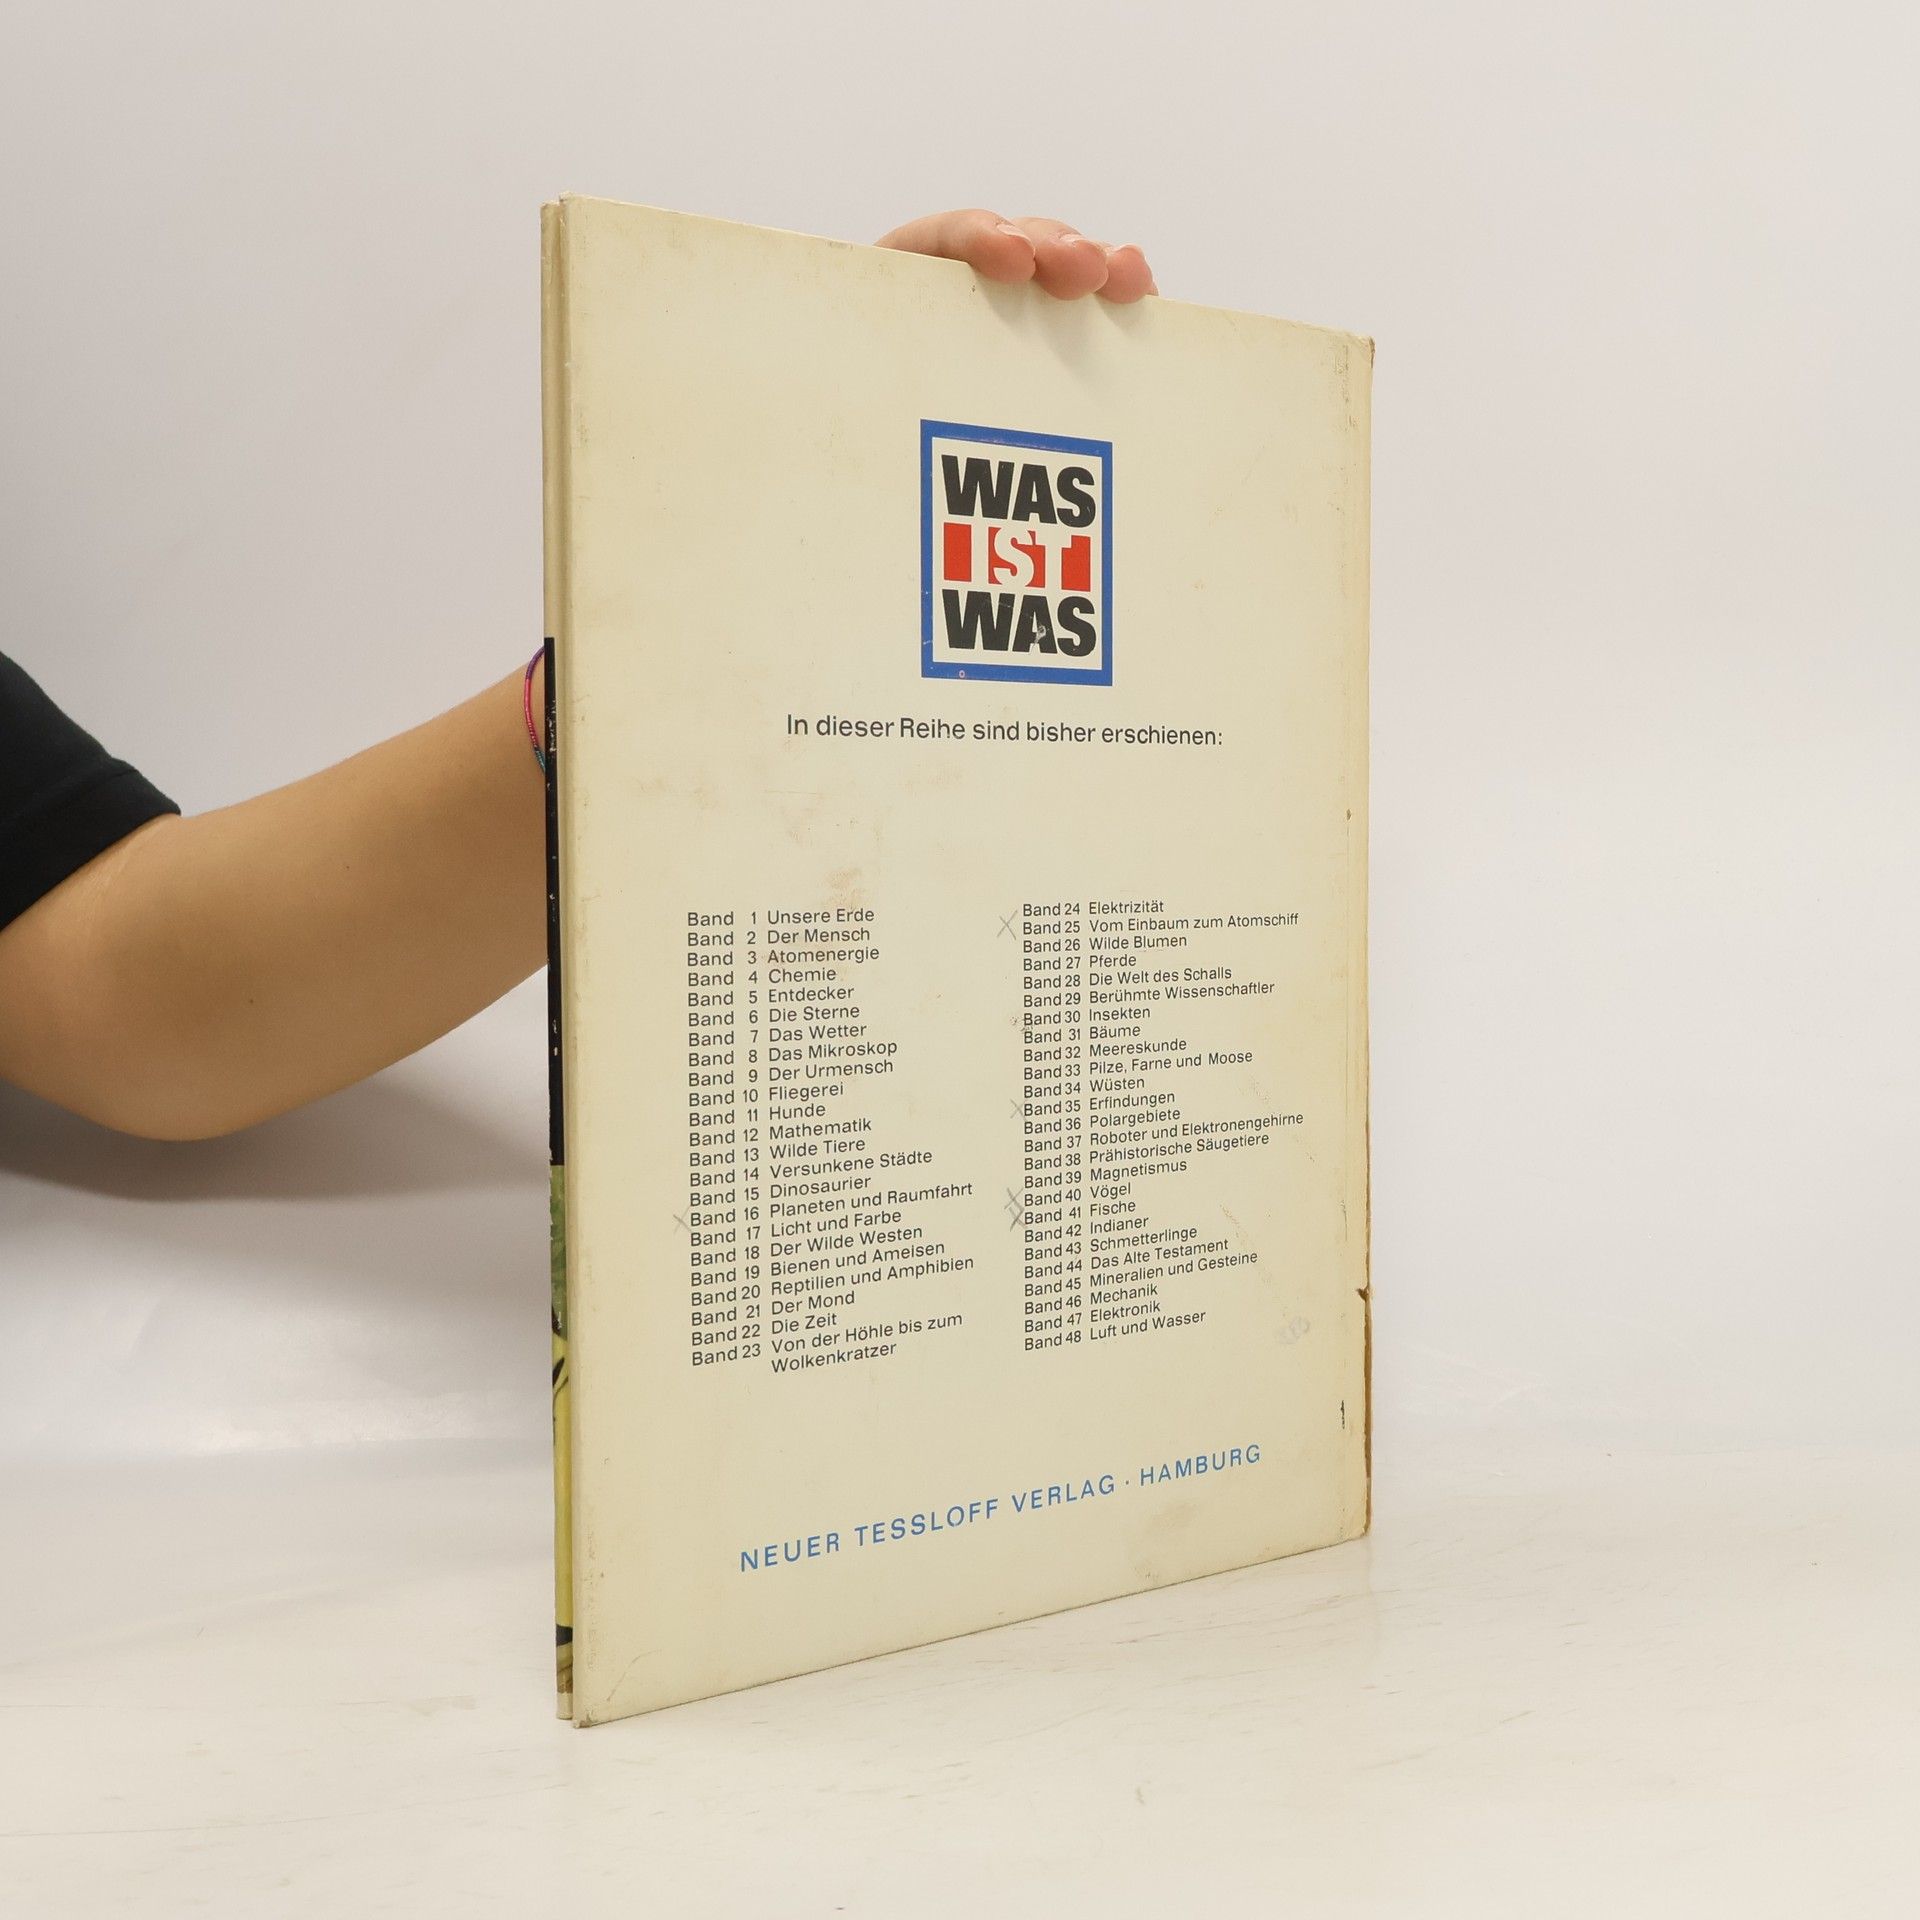 WAS
IST
WAS
In dieser Reihe sind bisher erschienen:
Band 1 Unsere Erde
Band 2 Der Mensch
Band 3 Atomenergie
Band 4 Chemie
Band 5 Entdecker
Band 6 Die Sterne
Band 7 Das Wetter
Band 8 Das Mikroskop
Band 9 Der Urmensch
Band 10 Fliegerei
Band 11 Hunde
Band 12 Mathematik
Band 13 Wilde Tiere
Band 14 Versunkene Städte
Band 15 Dinosaurier
Band 16 Planeten und Raumfahrt
Band 17 Licht und Farbe
Band 18 Der Wilde Westen
Band 19 Bienen und Ameisen
Band 20 Reptilien und Amphibien
Band 21 Der Mond
Band 22 Die Zeit
Band 23 Von der Höhle bis zum
Wolkenkratzer
Band 24 Elektrizität
Band 25 Vom Einbaum zum Atomschiff
Band 26 Wilde Blumen
Band 27 Pferde
Band 28 Die Welt des Schalls
Band 29 Berühmte Wissenschaftler
Band 30 Insekten
Band 31 Bäume
Band 32 Meereskunde
Band 33 Pilze, Farne und Moose
Band 34 Wüsten
Band 35 Erfindungen
Band 36 Polargebiete
Band 37 Roboter und Elektronengehirne
Band 38 Prähistorische Säugetiere
Band 39 Magnetismus
Band 40 Vögel
Band 41 Fische
Band 42 Indianer
Band 43 Schmetterlinge
Band 44 Das Alte Testament
Band 45 Mineralien und Gesteine
Band 46 Mechanik
Band 47 Elektronik
Band 48 Luft und Wasser
NEUER TESSLOFF VERLAG · HAMBURG